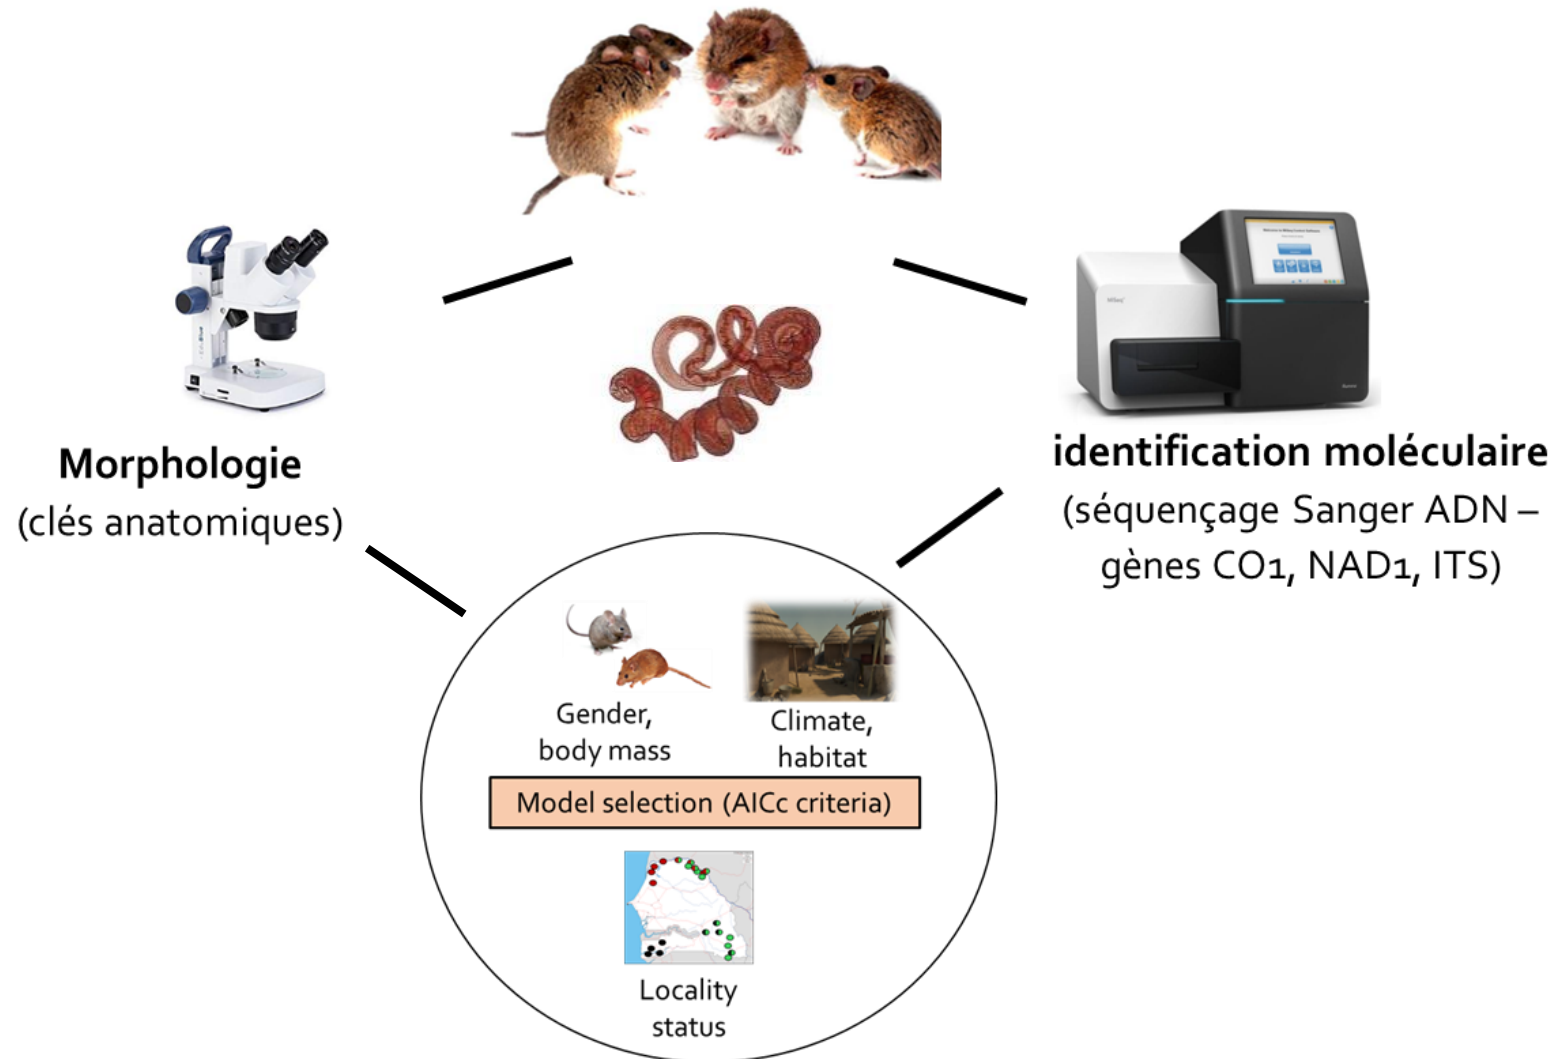 Morphologie
(clés anatomiques)
MiSeq
identification moléculaire
(séquençage Sanger ADN –
gènes CO1, NAD1, ITS)
Gender,
body mass
Climate,
habitat
Model selection (AICc criteria)
Locality
status